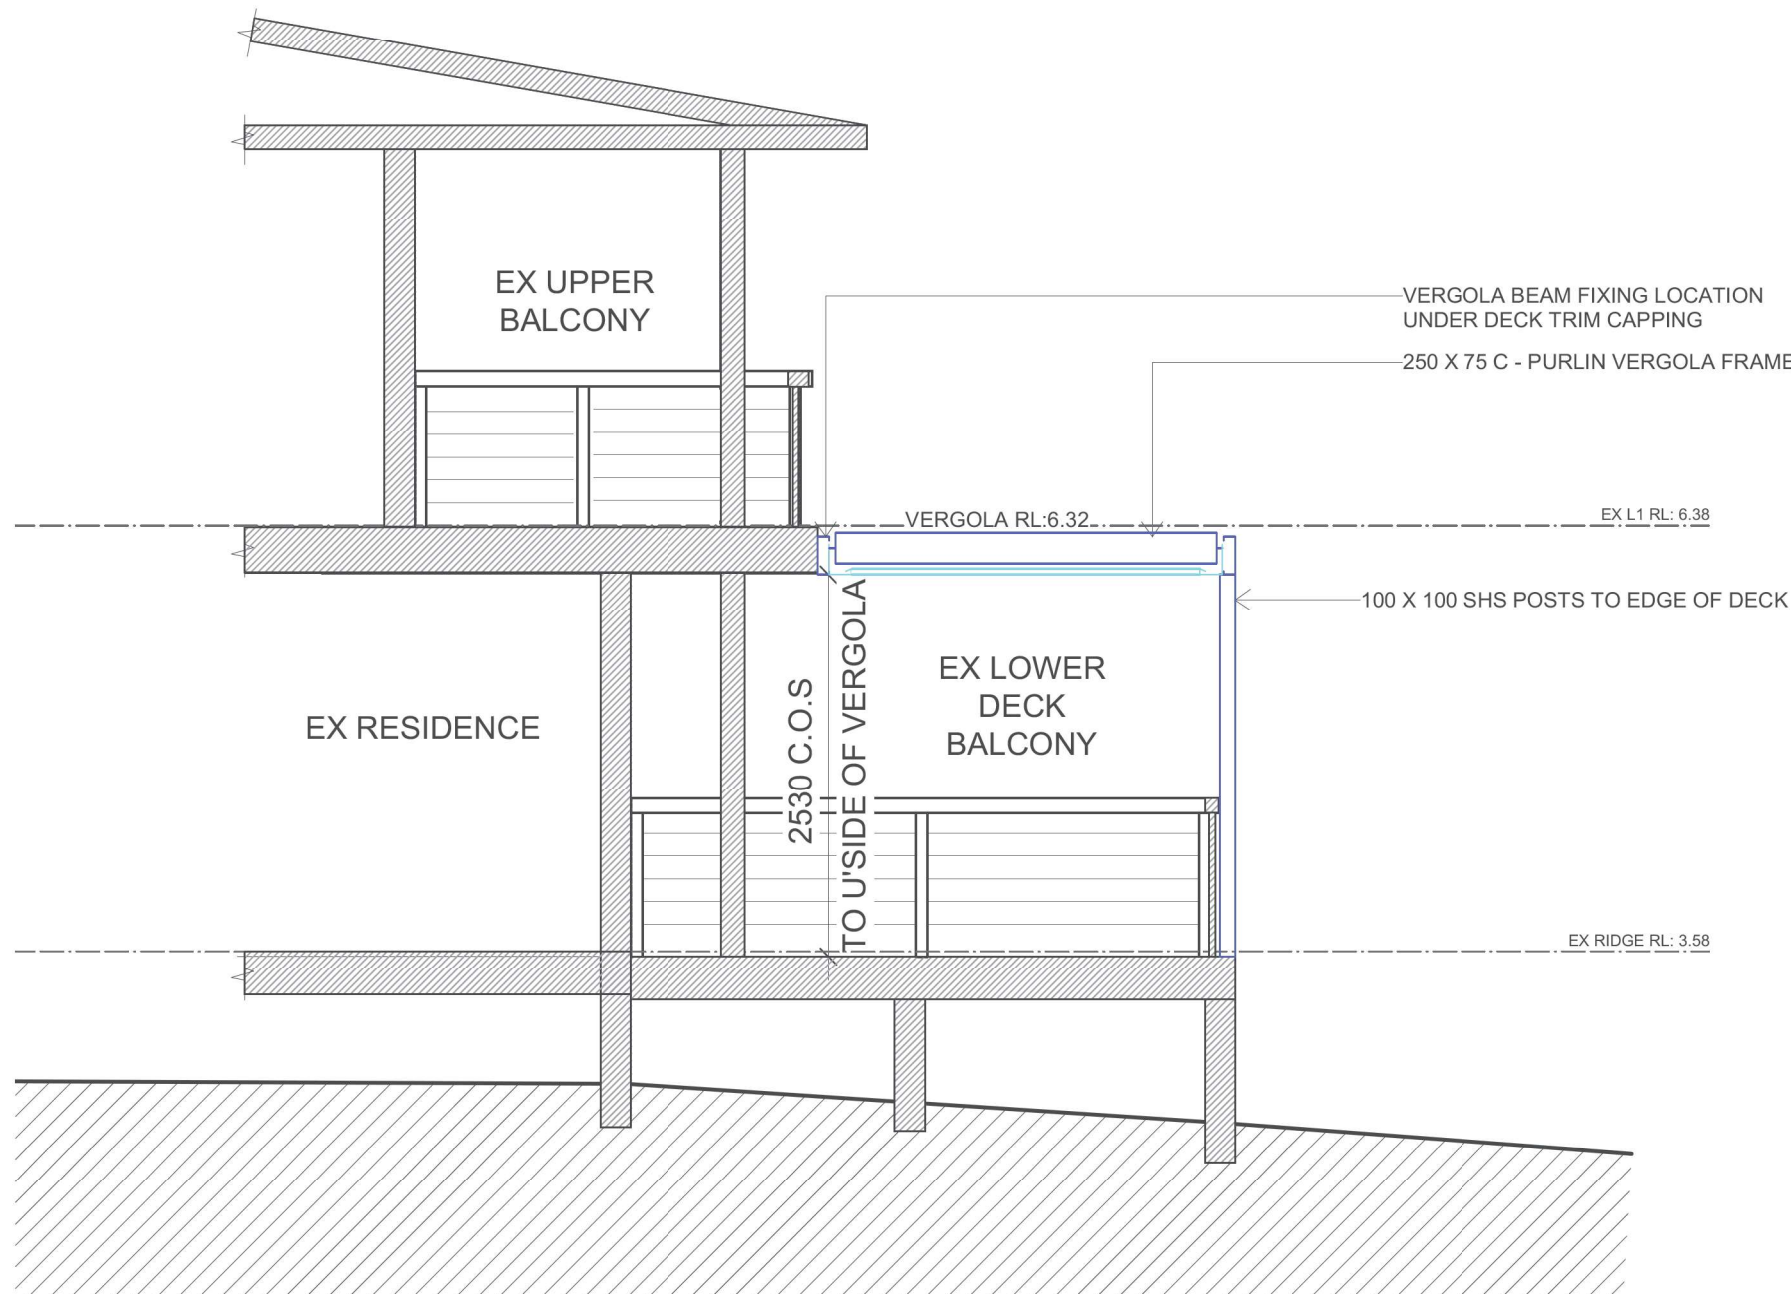 EX UPPER
BALCONY
VERGOLA BEAM FIXING LOCATION
UNDER DECK TRIM CAPPING
250 X 75 C - PURLIN VERGOLA FRAME
VERGOLA RL:6.32
EX L1 RL: 6.38
100 X 100 SHS POSTS TO EDGE OF DECK
EX RESIDENCE
2530 C.O.S
TO U'SIDE OF VERGOLA
EX LOWER
DECK
BALCONY
EX RIDGE RL: 3.58